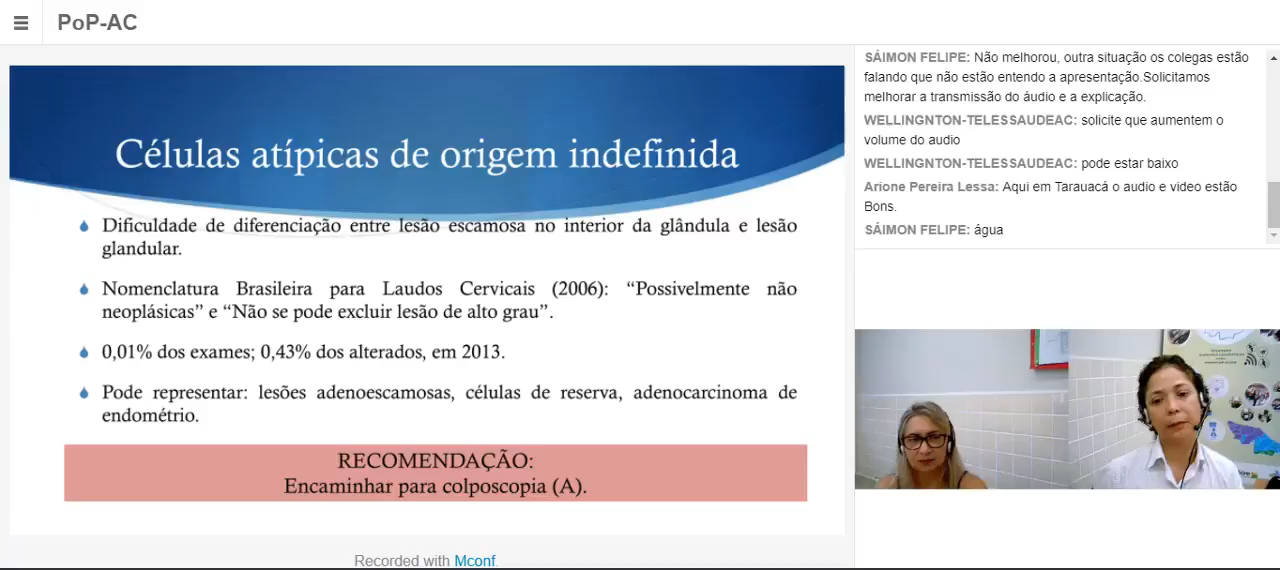 PoP-AC
Células atípicas de origem indefinida
Dificuldade de diferenciação entre lesão escamosa no interior da glândula e lesão
glandular.
Nomenclatura Brasileira para Laudos Cervicais (2006): “Possivelmente não
neoplásicas” e “Não se pode excluir lesão de alto grau”.
0,01% dos exames; 0,43% dos alterados, em 2013.
Pode representar: lesões adenoescamosas, células de reserva, adenocarcinoma de
endométrio.
RECOMENDAÇÃO:
Encaminhar para colposcopia (A).
Recorded with Mconf.
SÁIMON FELIPE: Não melhorou, outra situação os colegas estão
falando que não estão entendo a apresentação.Solicitamos
melhorar a transmissão do áudio e a explicação.
WELLINGNTON-TELESSAUDEAC: solicite que aumentem o
volume do audio
WELLINGNTON-TELESSAUDEAC: pode estar baixo
Arione Pereira Lessa: Aqui em Tarauacá o audio e video estão
Bons.
SÁIMON FELIPE: água